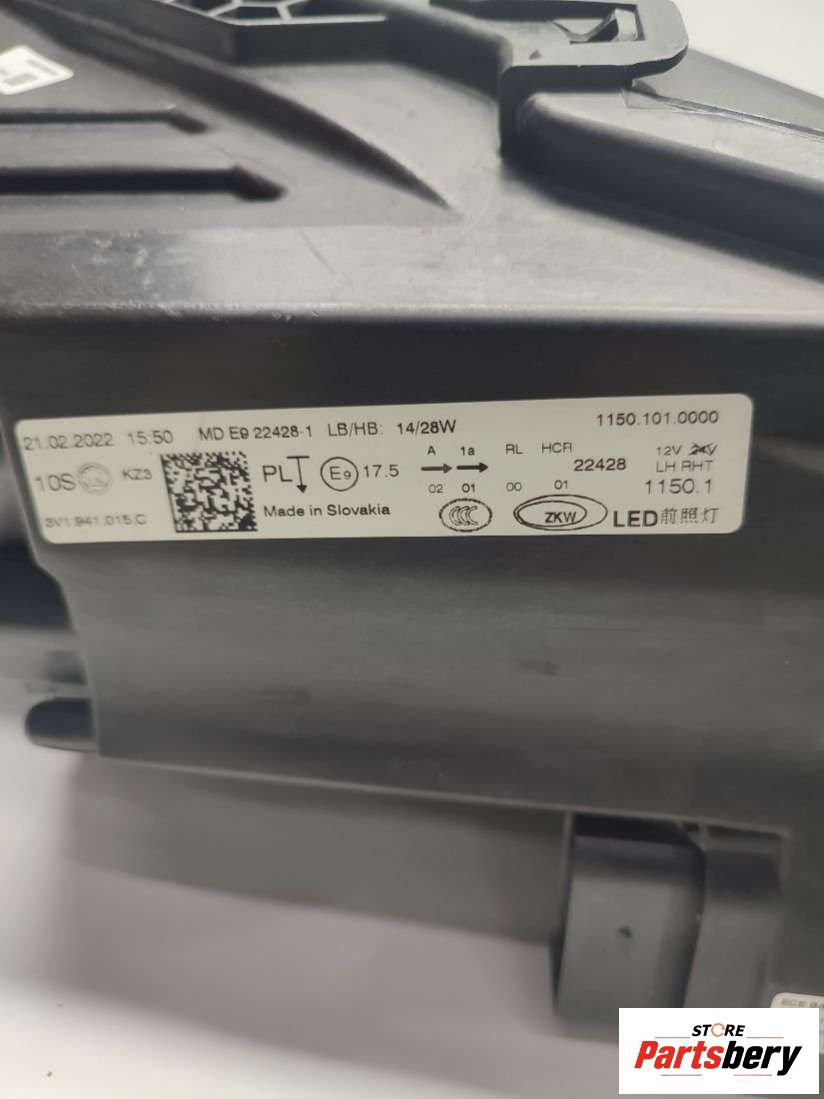 21.02.2022 15:50 MD E9 22428-1 LB/HB: 14/28W 1150.101.0000
10S KZ3 PL E9 17.5 A 1a RL HCR 22428 12V 24V
LH RHT
02 01 00 01 1150.1
3V1.941.015.C Made in Slovakia CCC ZKW LED前照灯
STORE
Partsbery